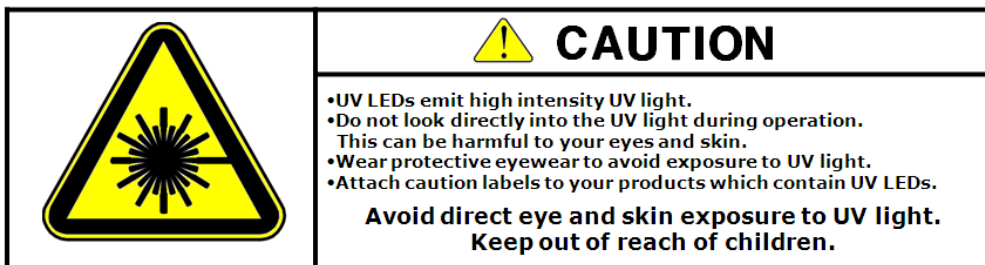 CAUTION
•UV LEDs emit high intensity UV light.
•Do not look directly into the UV light during operation.
This can be harmful to your eyes and skin.
•Wear protective eyewear to avoid exposure to UV light.
•Attach caution labels to your products which contain UV LEDs.
Avoid direct eye and skin exposure to UV light.
Keep out of reach of children.